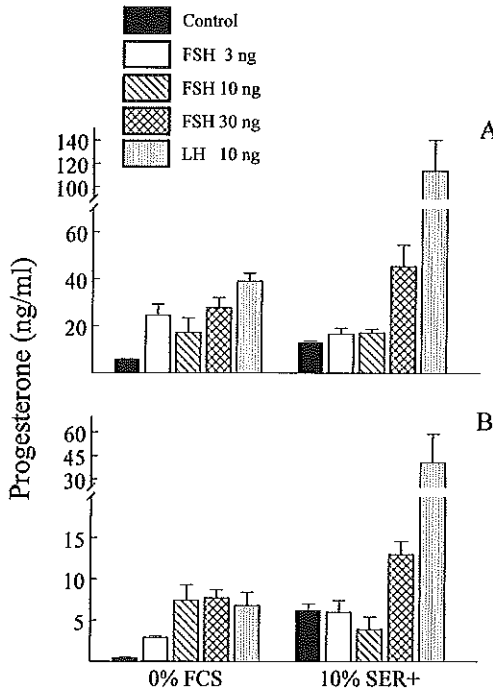 Control
FSH 3 ng
FSH 10 ng
FSH 30 ng
LH 10 ng
A
140
120
100
60
40
20
Progesterone (ng/ml)
B
60
45
30
15
10
5
0% FCS 10% SER+